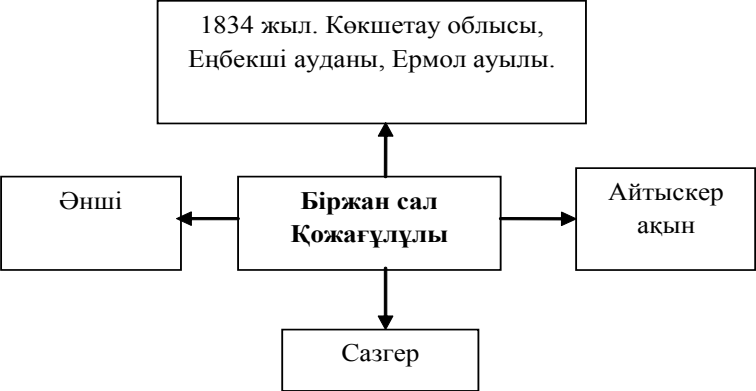 1834 жыл. Көкшетау облысы,
Еңбекші ауданы, Ермол ауылы.
Әнші
Біржан сал
Қожағұлұлы
Айтыскер
ақын
Сазгер